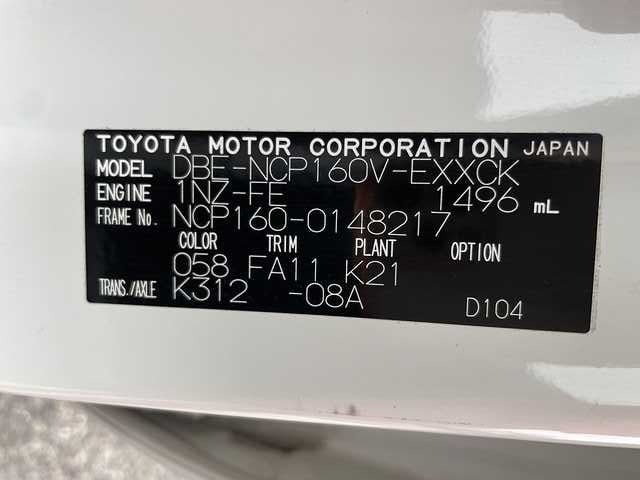 TOYOTA MOTOR CORPORATION JAPAN
MODEL DBE-NCP160V-EXXCK
ENGINE 1NZ-FE 1496 mL
FRAME No. NCP160-0148217
COLOR TRIM PLANT OPTION
058 FA11 K21
TRANS./AXLE K312 -08A
D104